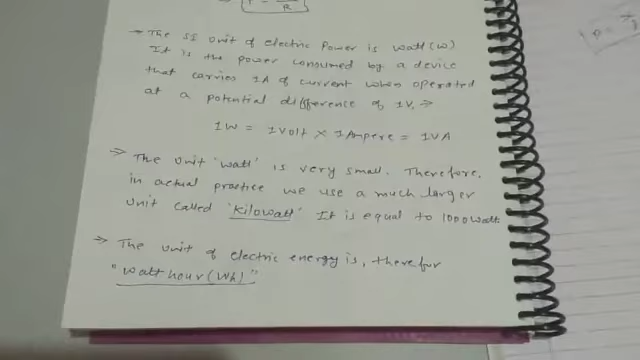 R
→ The SI Unit of electric Power is watt (W)
It is the power consumed by a device
that carries 1A of current when operated
at a potential difference of 1V. →
1W = 1Volt × 1Ampere = 1VA
→ The Unit 'watt' is very small. Therefore,
in actual practice we use a much larger
unit called 'Kilowatt' It is equal to 1000 watt
→ The unit of electric energy is, therefor
"Watt hour (Wh)"